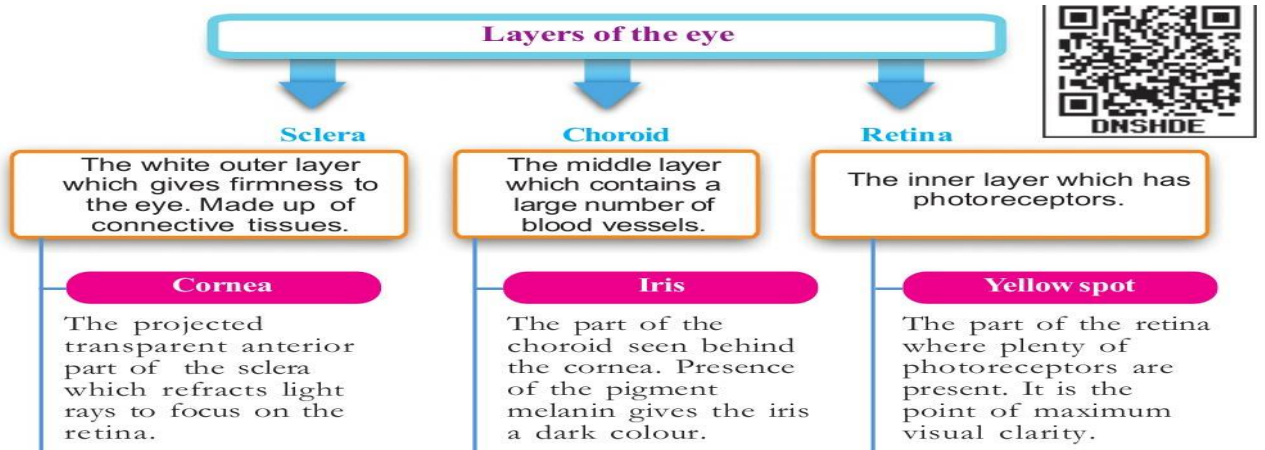 Layers of the eye
DNSHDE
Sclera
The white outer layer
which gives firmness to
the eye. Made up of
connective tissues.
Cornea
The projected
transparent anterior
part of the sclera
which refracts light
rays to focus on the
retina.
Choroid
The middle layer
which contains a
large number of
blood vessels.
Iris
The part of the
choroid seen behind
the cornea. Presence
of the pigment
melanin gives the iris
a dark colour.
Retina
The inner layer which has
photoreceptors.
Yellow spot
The part of the retina
where plenty of
photoreceptors are
present. It is the
point of maximum
visual clarity.